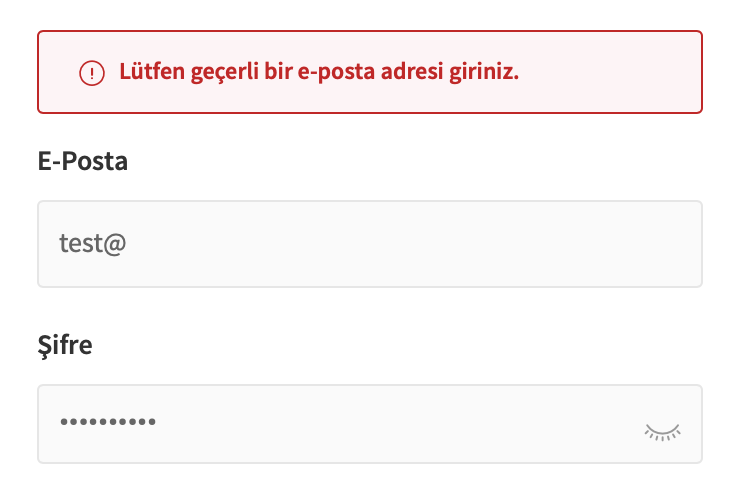 Lütfen geçerli bir e-posta adresi giriniz.
E-Posta
test@
Şifre
••••••••••